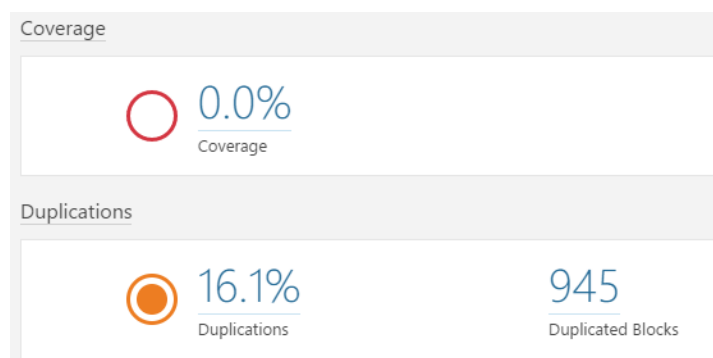 Coverage
0.0%
Coverage
Duplications
16.1%
945
Duplications
Duplicated Blocks